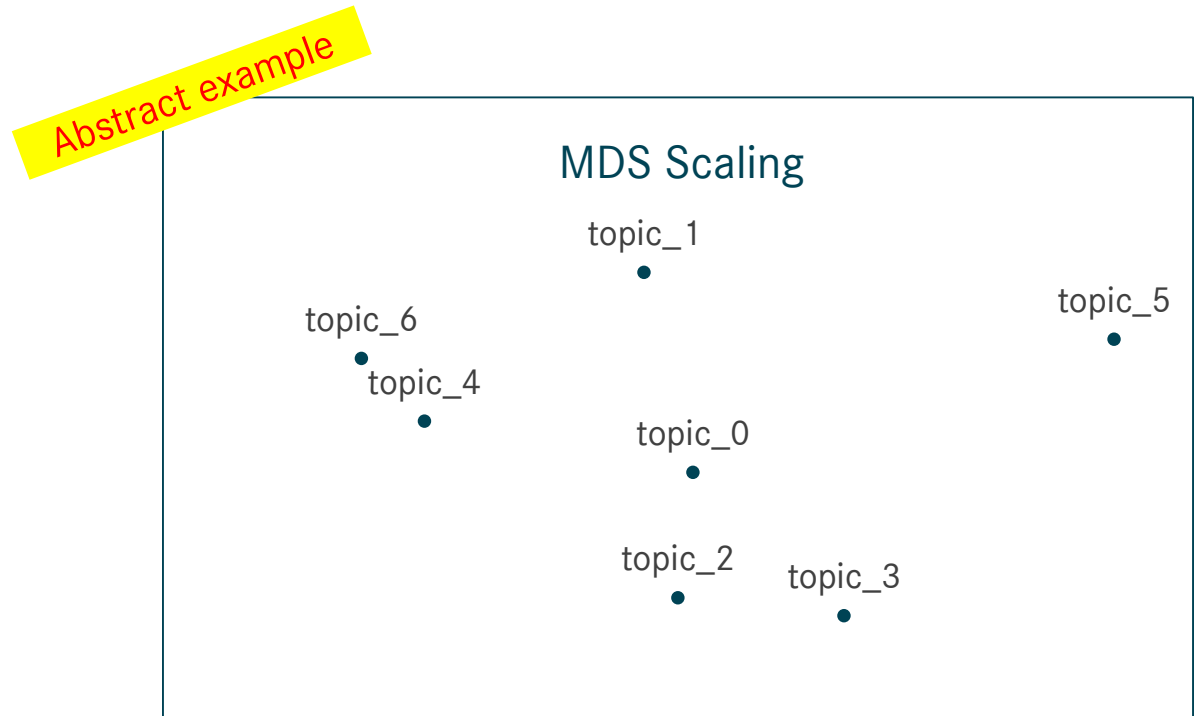 Abstract example
MDS Scaling
topic_1
topic_5
topic_6
topic_4
topic_0
topic_2
topic_3